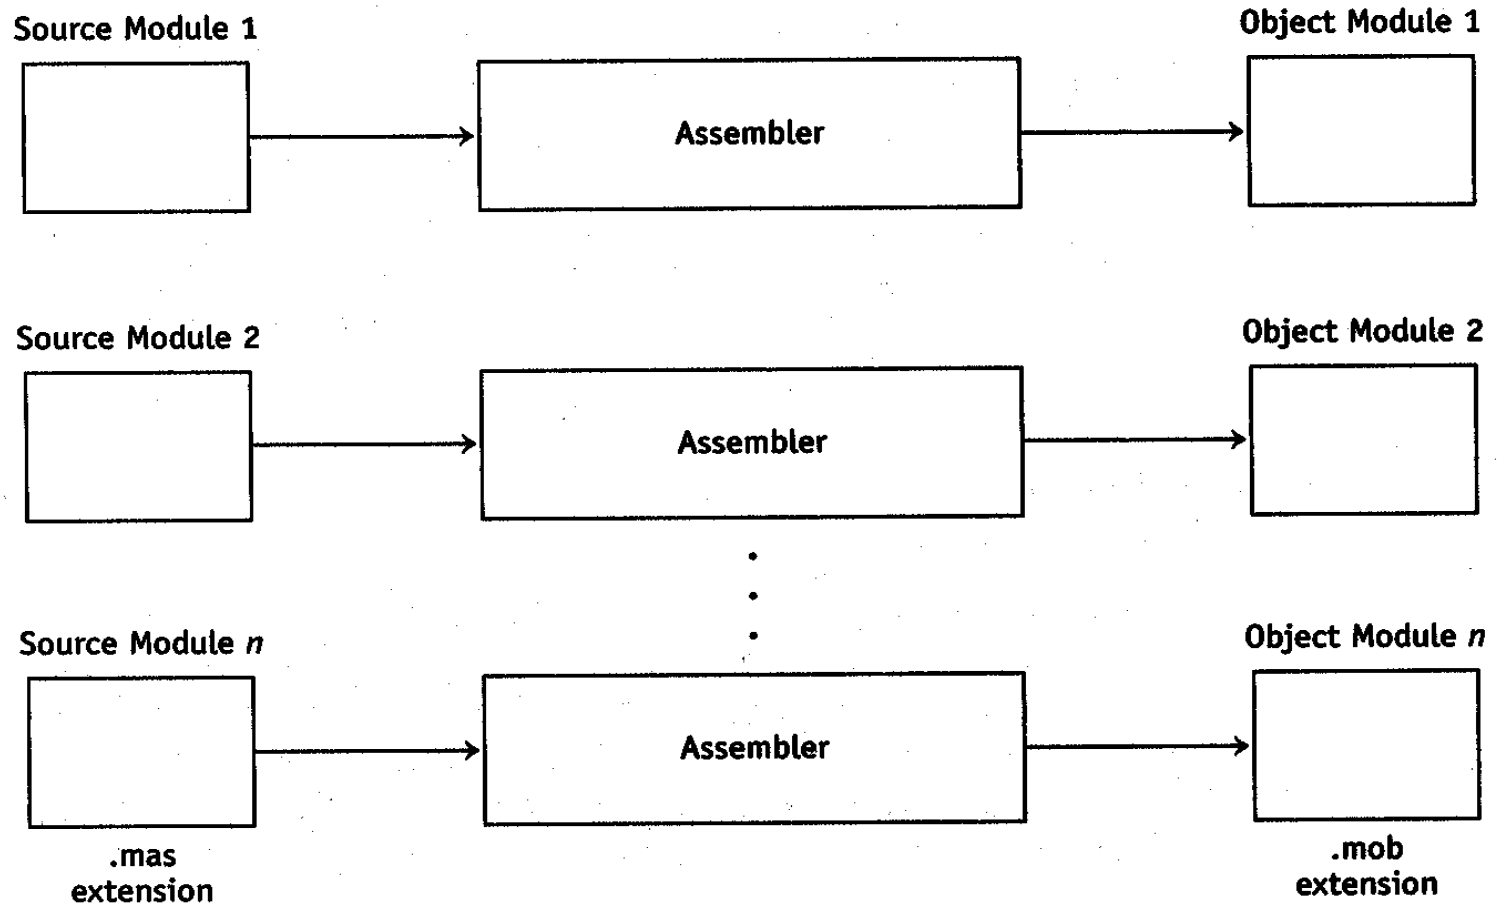 Source Module 1
Object Module 1
Assembler
Source Module 2
Object Module 2
Assembler
Source Module n
Object Module n
Assembler
.mas
extension
.mob
extension